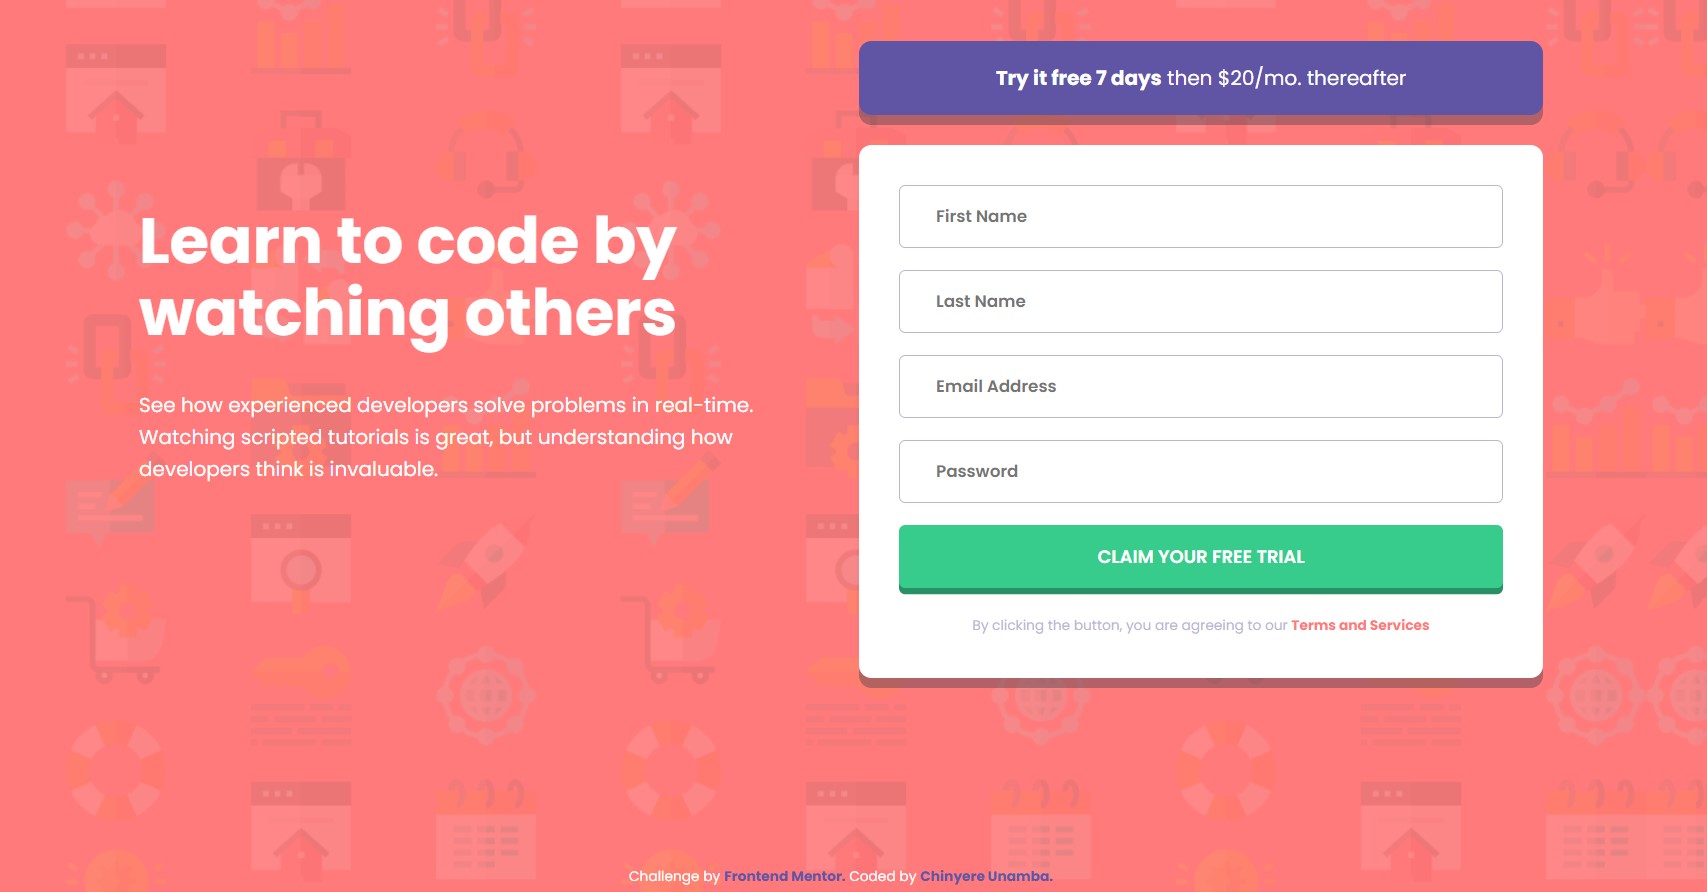 Learn to code by
watching others
See how experienced developers solve problems in real-time.
Watching scripted tutorials is great, but understanding how
developers think is invaluable.
Try it free 7 days then $20/mo. thereafter
First Name
Last Name
Email Address
Password
CLAIM YOUR FREE TRIAL
By clicking the button, you are agreeing to our Terms and Services
Challenge by Frontend Mentor. Coded by Chinyere Unamba.